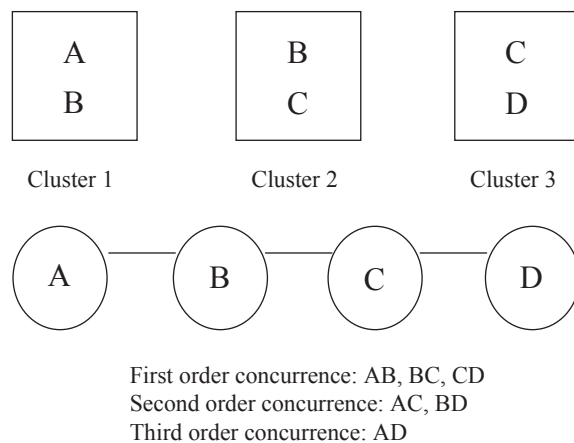 A
B
B
C
C
D
Cluster 1
Cluster 2
Cluster 3
A
B
C
D
First order concurrence: AB, BC, CD
Second order concurrence: AC, BD
Third order concurrence: AD